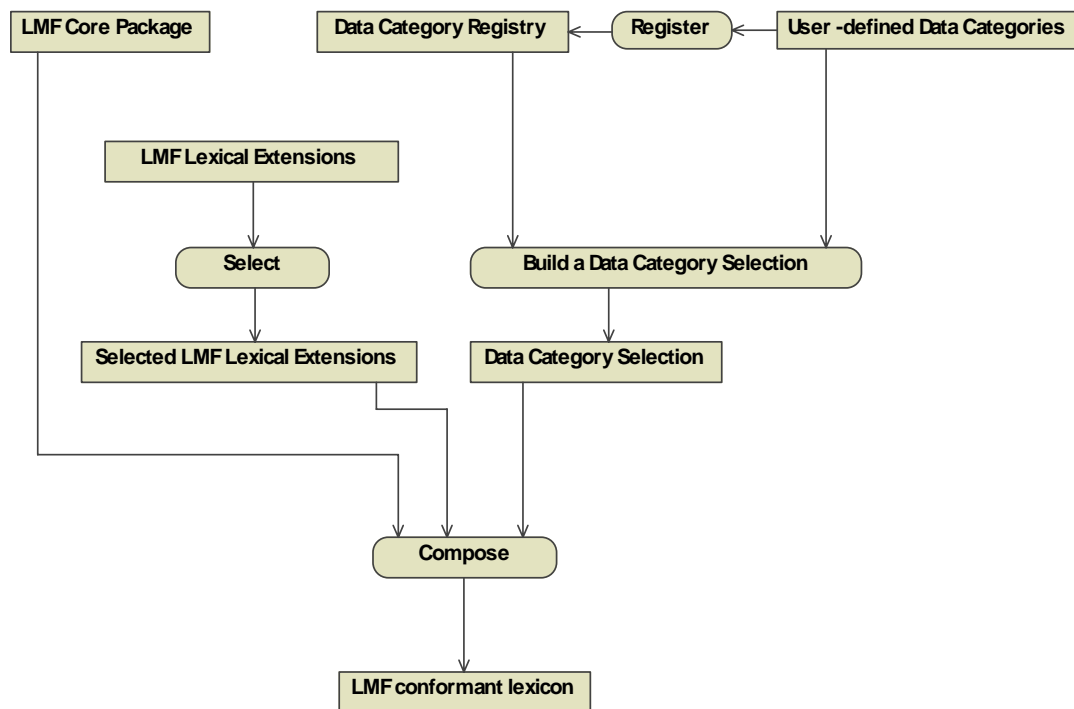 LMF Core Package
Data Category Registry
Register
User -defined Data Categories
LMF Lexical Extensions
Select
Build a Data Category Selection
Selected LMF Lexical Extensions
Data Category Selection
Compose
LMF conformant lexicon